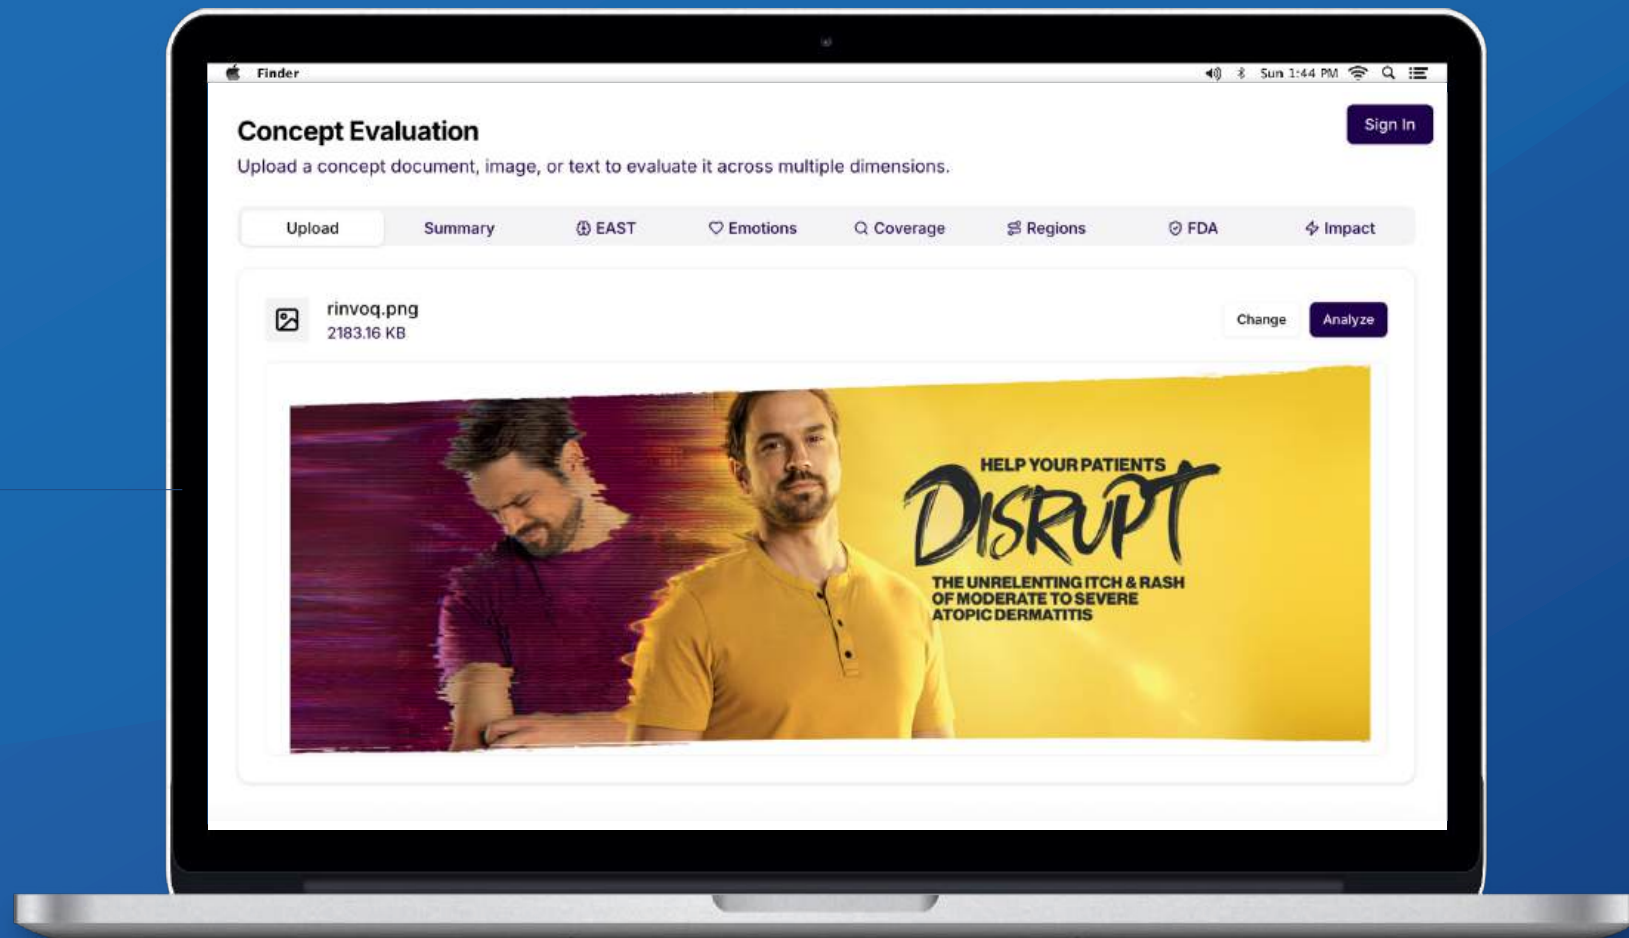 Finder
Sun 1:44 PM
Concept Evaluation
Sign In
Upload a concept document, image, or text to evaluate it across multiple dimensions.
Upload Summary EAST Emotions Coverage Regions FDA Impact
rinvoq.png
2183.16 KB
Change Analyze
HELP YOUR PATIENTS
DISRUPT
THE UNRELENTING ITCH & RASH
OF MODERATE TO SEVERE
ATOPIC DERMATITIS